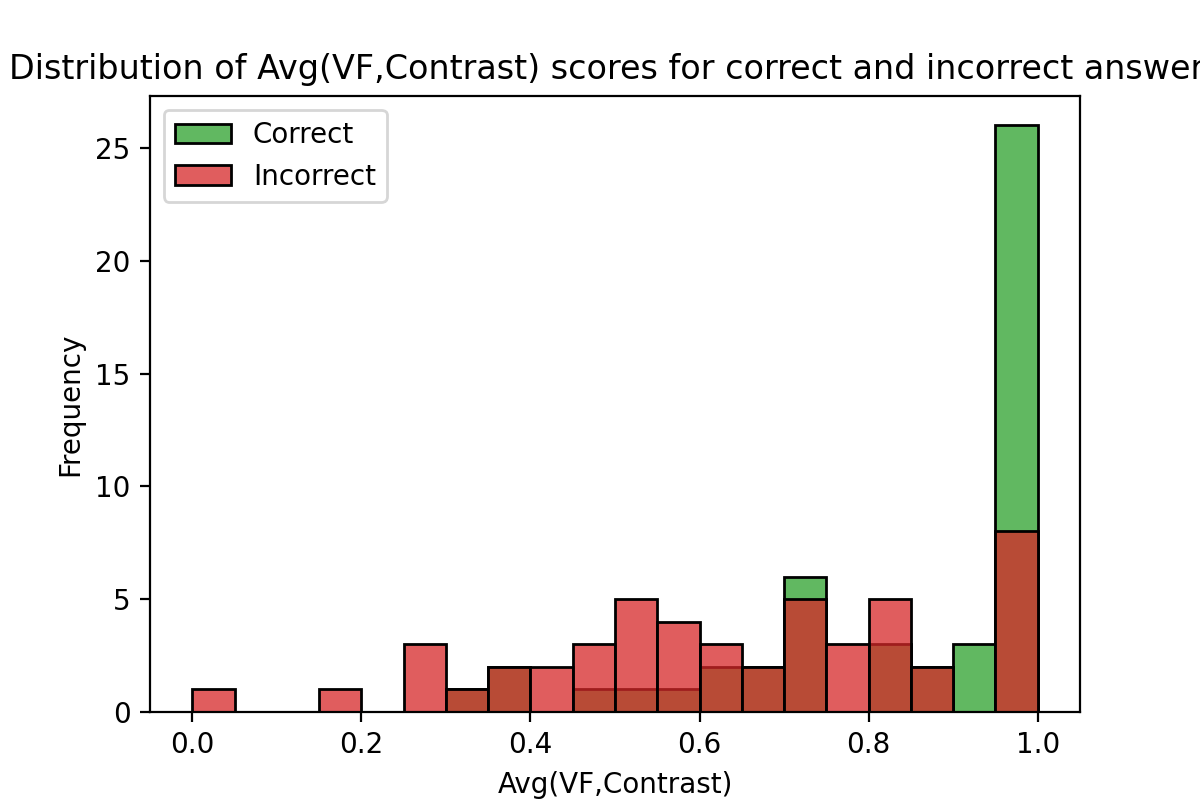 Distribution of Avg(VF,Contrast) scores for correct and incorrect answer
Correct
Incorrect
25
20
15
10
5
0
Frequency
0.0 0.2 0.4 0.6 0.8 1.0
Avg(VF,Contrast)